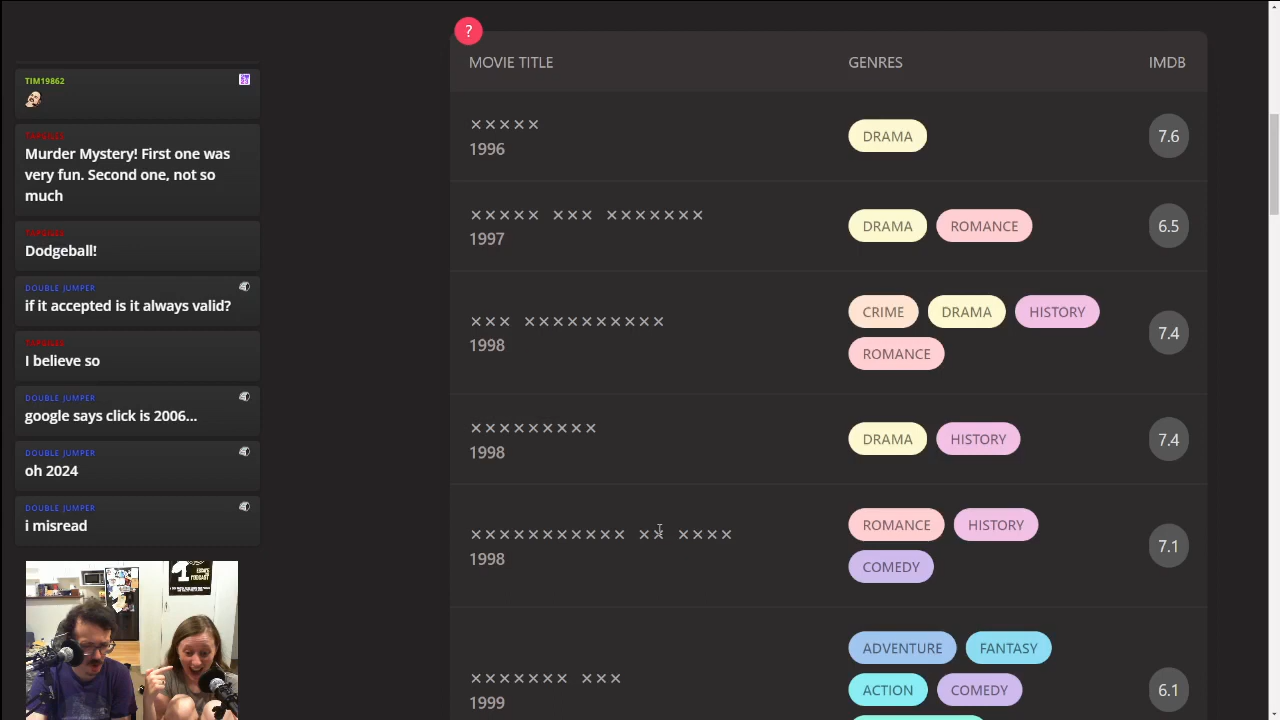 ?
MOVIE TITLE GENRES IMDB
××××× 
1996
DRAMA
7.6
××××× ××× ×××××××
1997
DRAMA ROMANCE
6.5
××× ××××××××××
1998
CRIME DRAMA HISTORY
ROMANCE
7.4
×××××××××
1998
DRAMA HISTORY
7.4
××××××××××× ×× ××××
1998
ROMANCE HISTORY
COMEDY
7.1
××××××× ×××
1999
ADVENTURE FANTASY
ACTION COMEDY
6.1
TIM19862
Murder Mystery! First one was
very fun. Second one, not so
much
Dodgeball!
DOUBLE JUMPER
if it accepted is it always valid?
I believe so
DOUBLE JUMPER
google says click is 2006...
DOUBLE JUMPER
oh 2024
DOUBLE JUMPER
i misread
1